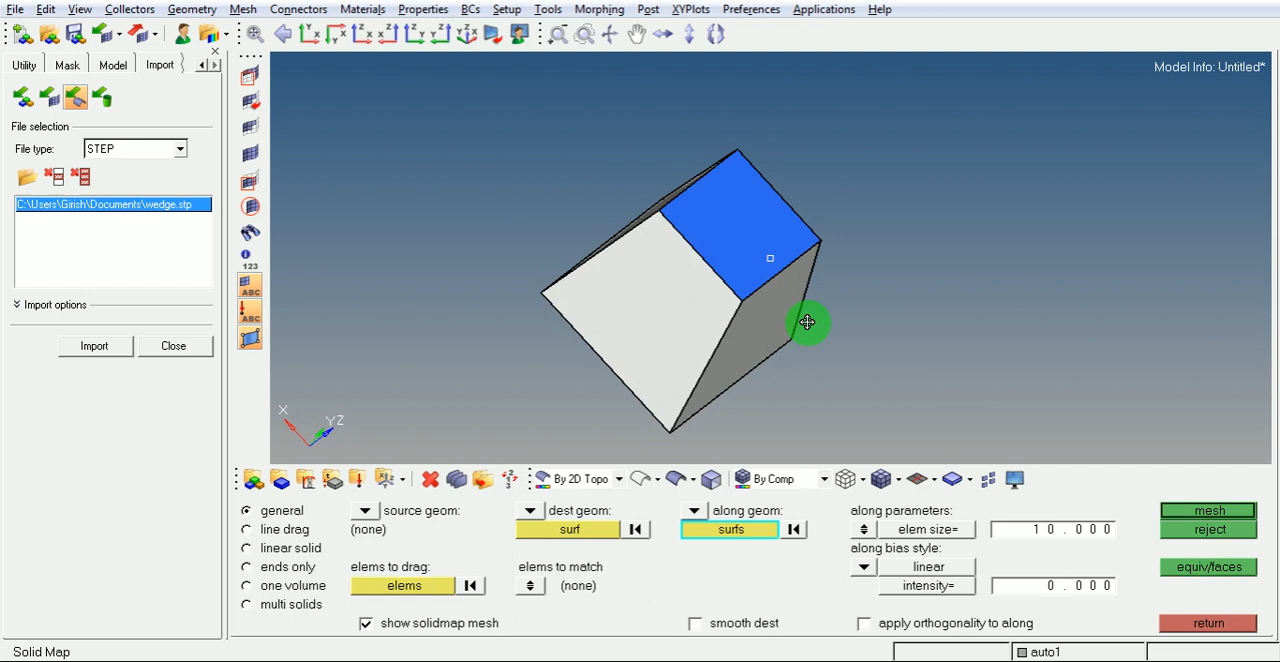 File Edit View Collectors Geometry Mesh Connectors Materials Properties BCs Setup Tools Morphing Post XYPlots Preferences Applications Help
Utility Mask Model Import
Model Info: Untitled*
File selection
File type: STEP
C:\Users\Girish\Documents\wedge.stp
Import options
Import Close
123
ABC
ABC
X YZ
By 2D Topo By Comp
general source geom: dest geom: along geom: along parameters: mesh
line drag (none) surf surfs elem size= 10.000 reject
linear solid along bias style:
ends only elems to drag: elems to match linear equiv/faces
one volume elems (none) intensity= 0.000
multi solids
show solidmap mesh smooth dest apply orthogonality to along return
Solid Map auto1